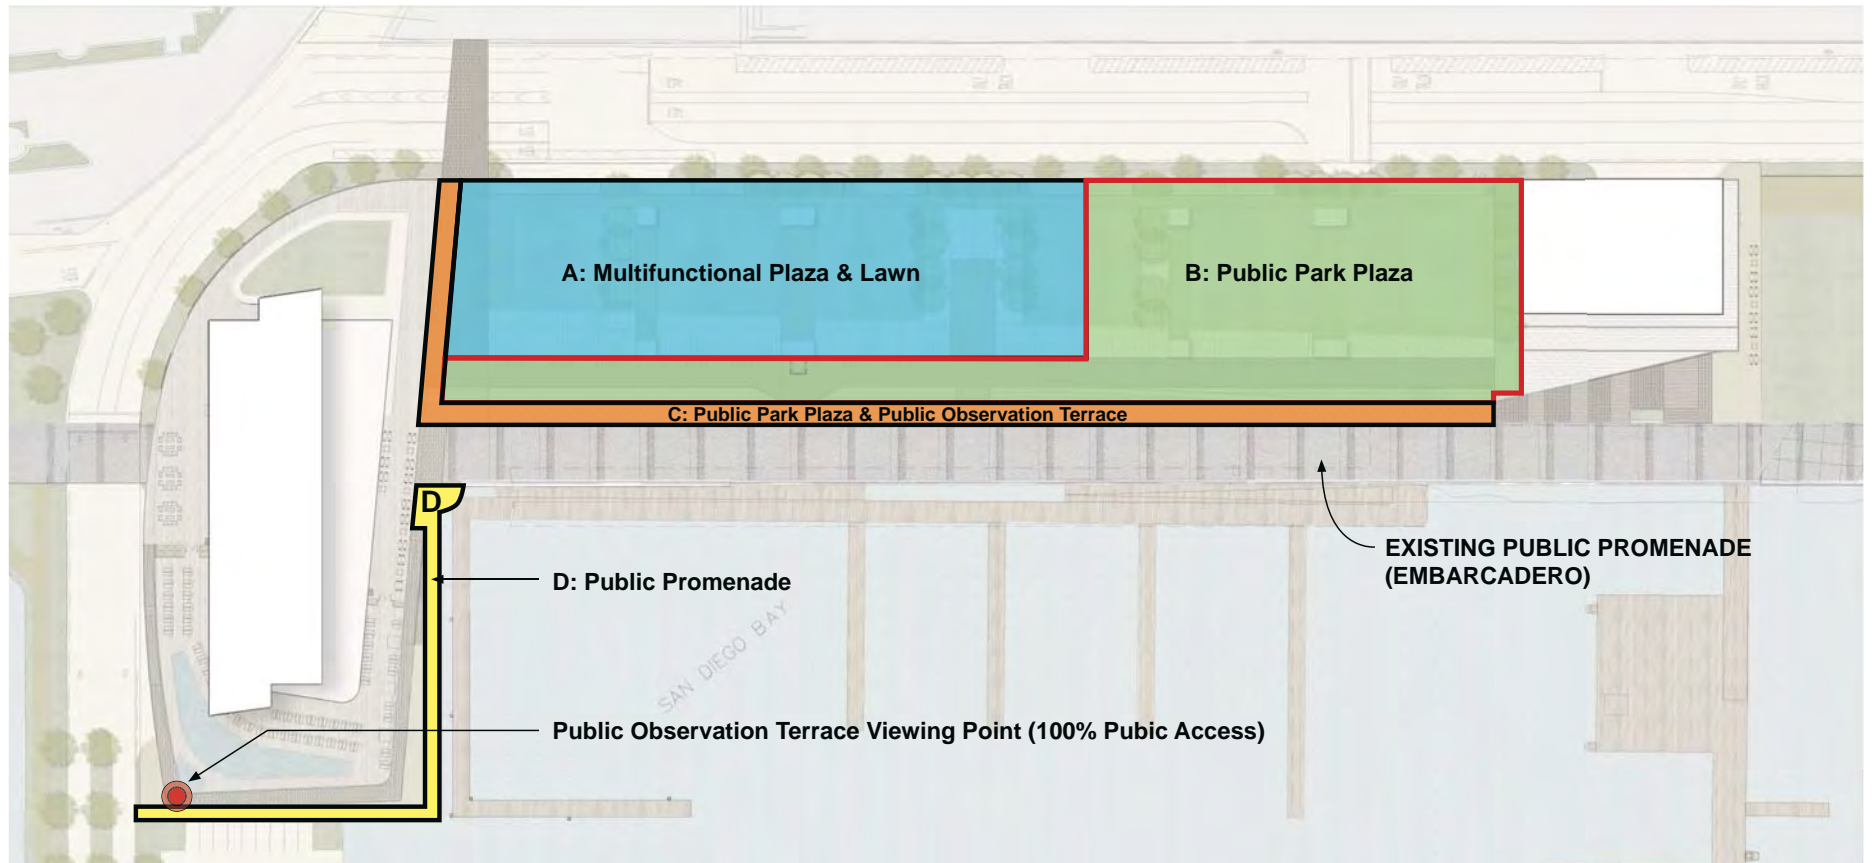 A: Multifunctional Plaza & Lawn
B: Public Park Plaza
C: Public Park Plaza & Public Observation Terrace
D
EXISTING PUBLIC PROMENADE
(EMBARCADERO)
D: Public Promenade
SAN DIEGO BAY
Public Observation Terrace Viewing Point (100% Pubic Access)